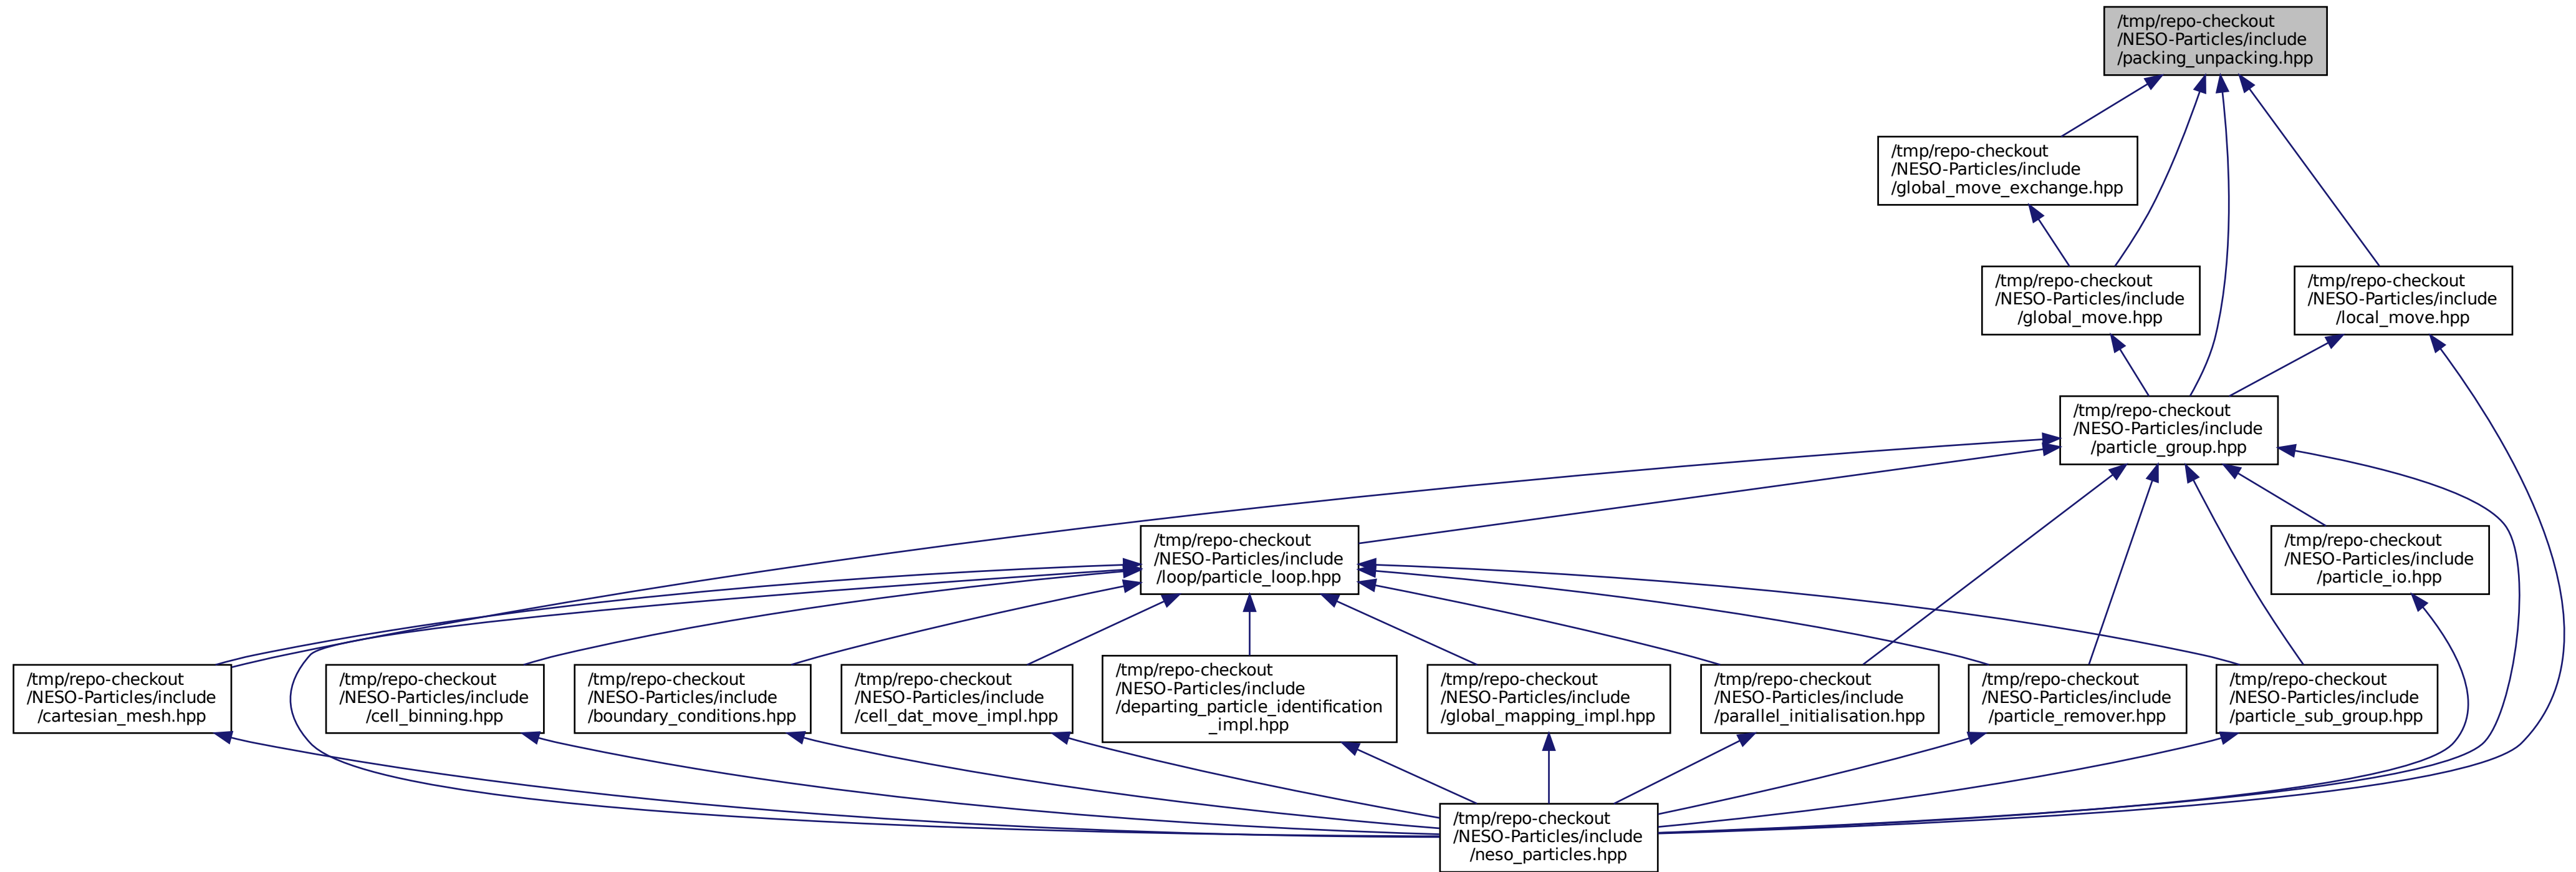 /tmp/repo-checkout
/NESO-Particles/include
/packing_unpacking.hpp
/tmp/repo-checkout
/NESO-Particles/include
/global_move_exchange.hpp
/tmp/repo-checkout
/NESO-Particles/include
/global_move.hpp
/tmp/repo-checkout
/NESO-Particles/include
/local_move.hpp
/tmp/repo-checkout
/NESO-Particles/include
/particle_group.hpp
/tmp/repo-checkout
/NESO-Particles/include
/loop/particle_loop.hpp
/tmp/repo-checkout
/NESO-Particles/include
/particle_io.hpp
/tmp/repo-checkout
/NESO-Particles/include
/cartesian_mesh.hpp
/tmp/repo-checkout
/NESO-Particles/include
/cell_binning.hpp
/tmp/repo-checkout
/NESO-Particles/include
/boundary_conditions.hpp
/tmp/repo-checkout
/NESO-Particles/include
/cell_dat_move_impl.hpp
/tmp/repo-checkout
/NESO-Particles/include
/departing_particle_identification
_impl.hpp
/tmp/repo-checkout
/NESO-Particles/include
/global_mapping_impl.hpp
/tmp/repo-checkout
/NESO-Particles/include
/parallel_initialisation.hpp
/tmp/repo-checkout
/NESO-Particles/include
/particle_remover.hpp
/tmp/repo-checkout
/NESO-Particles/include
/particle_sub_group.hpp
/tmp/repo-checkout
/NESO-Particles/include
/neso_particles.hpp